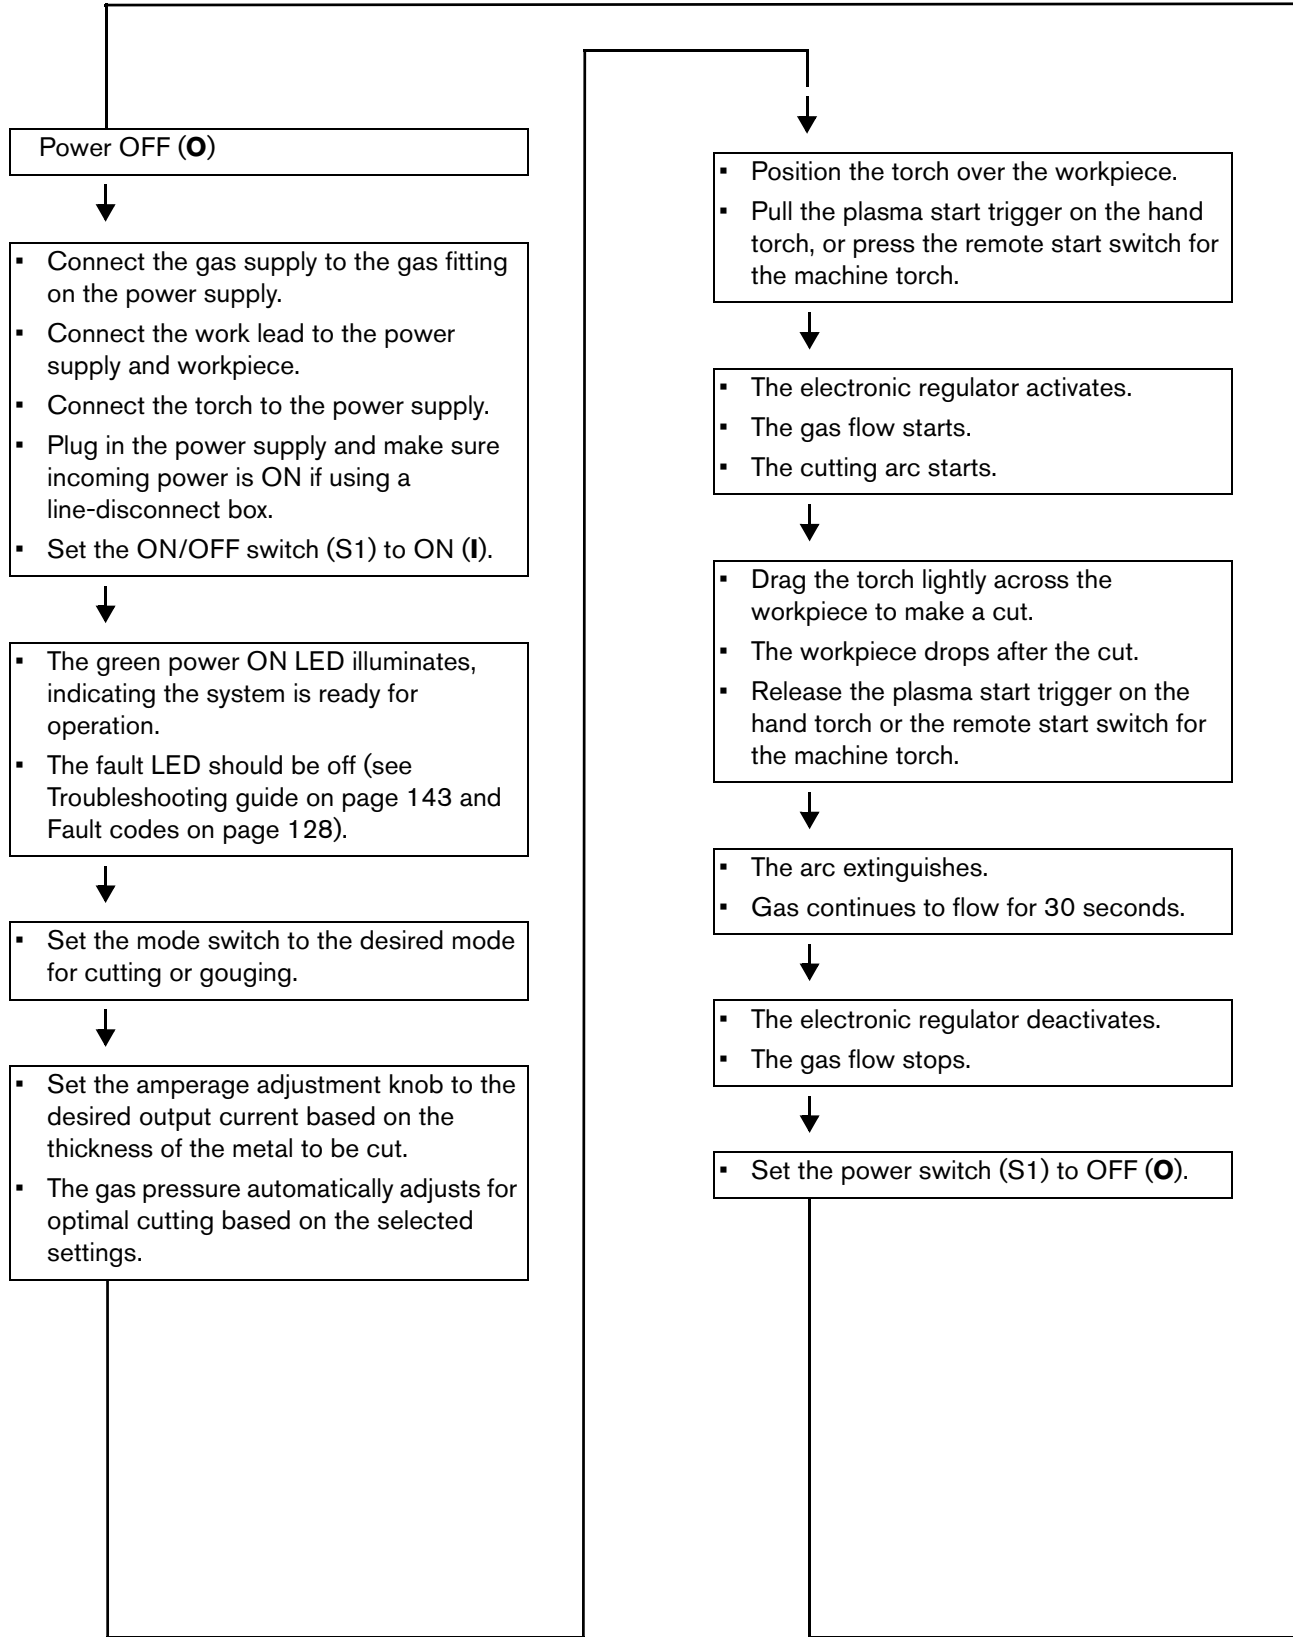 Power OFF (O)
▪ Connect the gas supply to the gas fitting
on the power supply.
▪ Connect the work lead to the power
supply and workpiece.
▪ Connect the torch to the power supply.
▪ Plug in the power supply and make sure
incoming power is ON if using a
line-disconnect box.
▪ Set the ON/OFF switch (S1) to ON (I).
▪ The green power ON LED illuminates,
indicating the system is ready for
operation.
▪ The fault LED should be off (see
Troubleshooting guide on page 143 and
Fault codes on page 128).
▪ Set the mode switch to the desired mode
for cutting or gouging.
▪ Set the amperage adjustment knob to the
desired output current based on the
thickness of the metal to be cut.
▪ The gas pressure automatically adjusts for
optimal cutting based on the selected
settings.
▪ Position the torch over the workpiece.
▪ Pull the plasma start trigger on the hand
torch, or press the remote start switch for
the machine torch.
▪ The electronic regulator activates.
▪ The gas flow starts.
▪ The cutting arc starts.
▪ Drag the torch lightly across the
workpiece to make a cut.
▪ The workpiece drops after the cut.
▪ Release the plasma start trigger on the
hand torch or the remote start switch for
the machine torch.
▪ The arc extinguishes.
▪ Gas continues to flow for 30 seconds.
▪ The electronic regulator deactivates.
▪ The gas flow stops.
▪ Set the power switch (S1) to OFF (O).